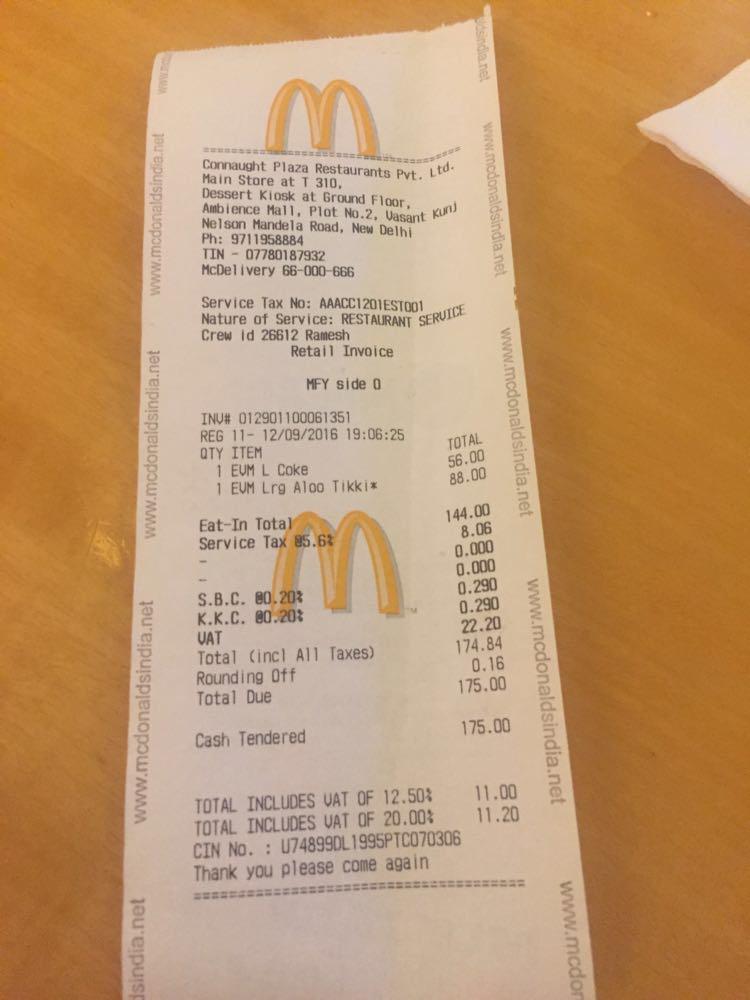 Connaught Plaza Restaurants Pvt. Ltd.
Main Store at T 310,
Dessert Kiosk at Ground Floor,
Ambience Mall, Plot No.2, Vasant Kunj
Nelson Mandela Road, New Delhi
Ph: 9711958884
TIN - 07780187932
McDelivery 66-000-666
Service Tax No: AAACC1201EST001
Nature of Service: RESTAURANT SERVICE
Crew id 26612 Ramesh
Retail Invoice
MFY side 0
INV# 012901100061351
REG 11- 12/09/2016 19:06:25
QTY ITEM TOTAL
1 EVM L Coke 56.00
1 EVM Lrg Aloo Tikki* 88.00
Eat-In Total 144.00
Service Tax @5.6% 8.06
- 0.000
- 0.000
S.B.C. @0.20% 0.290
K.K.C. @0.20% 0.290
VAT 22.20
Total (incl All Taxes) 174.84
Rounding Off 0.16
Total Due 175.00
Cash Tendered 175.00
TOTAL INCLUDES VAT OF 12.50% 11.00
TOTAL INCLUDES VAT OF 20.00% 11.20
CIN No. : U74899DL1995PTC070306
Thank you please come again
www.mcdonaldsindia.net
www.mcdonaldsindia.net
www.mcdonaldsindia.net
dsindia.net
dsindia.net
www.mcdonaldsindia.net
www.mcdonaldsindia.net
www.mcdonaldsindia.net
www.mcdon
TM